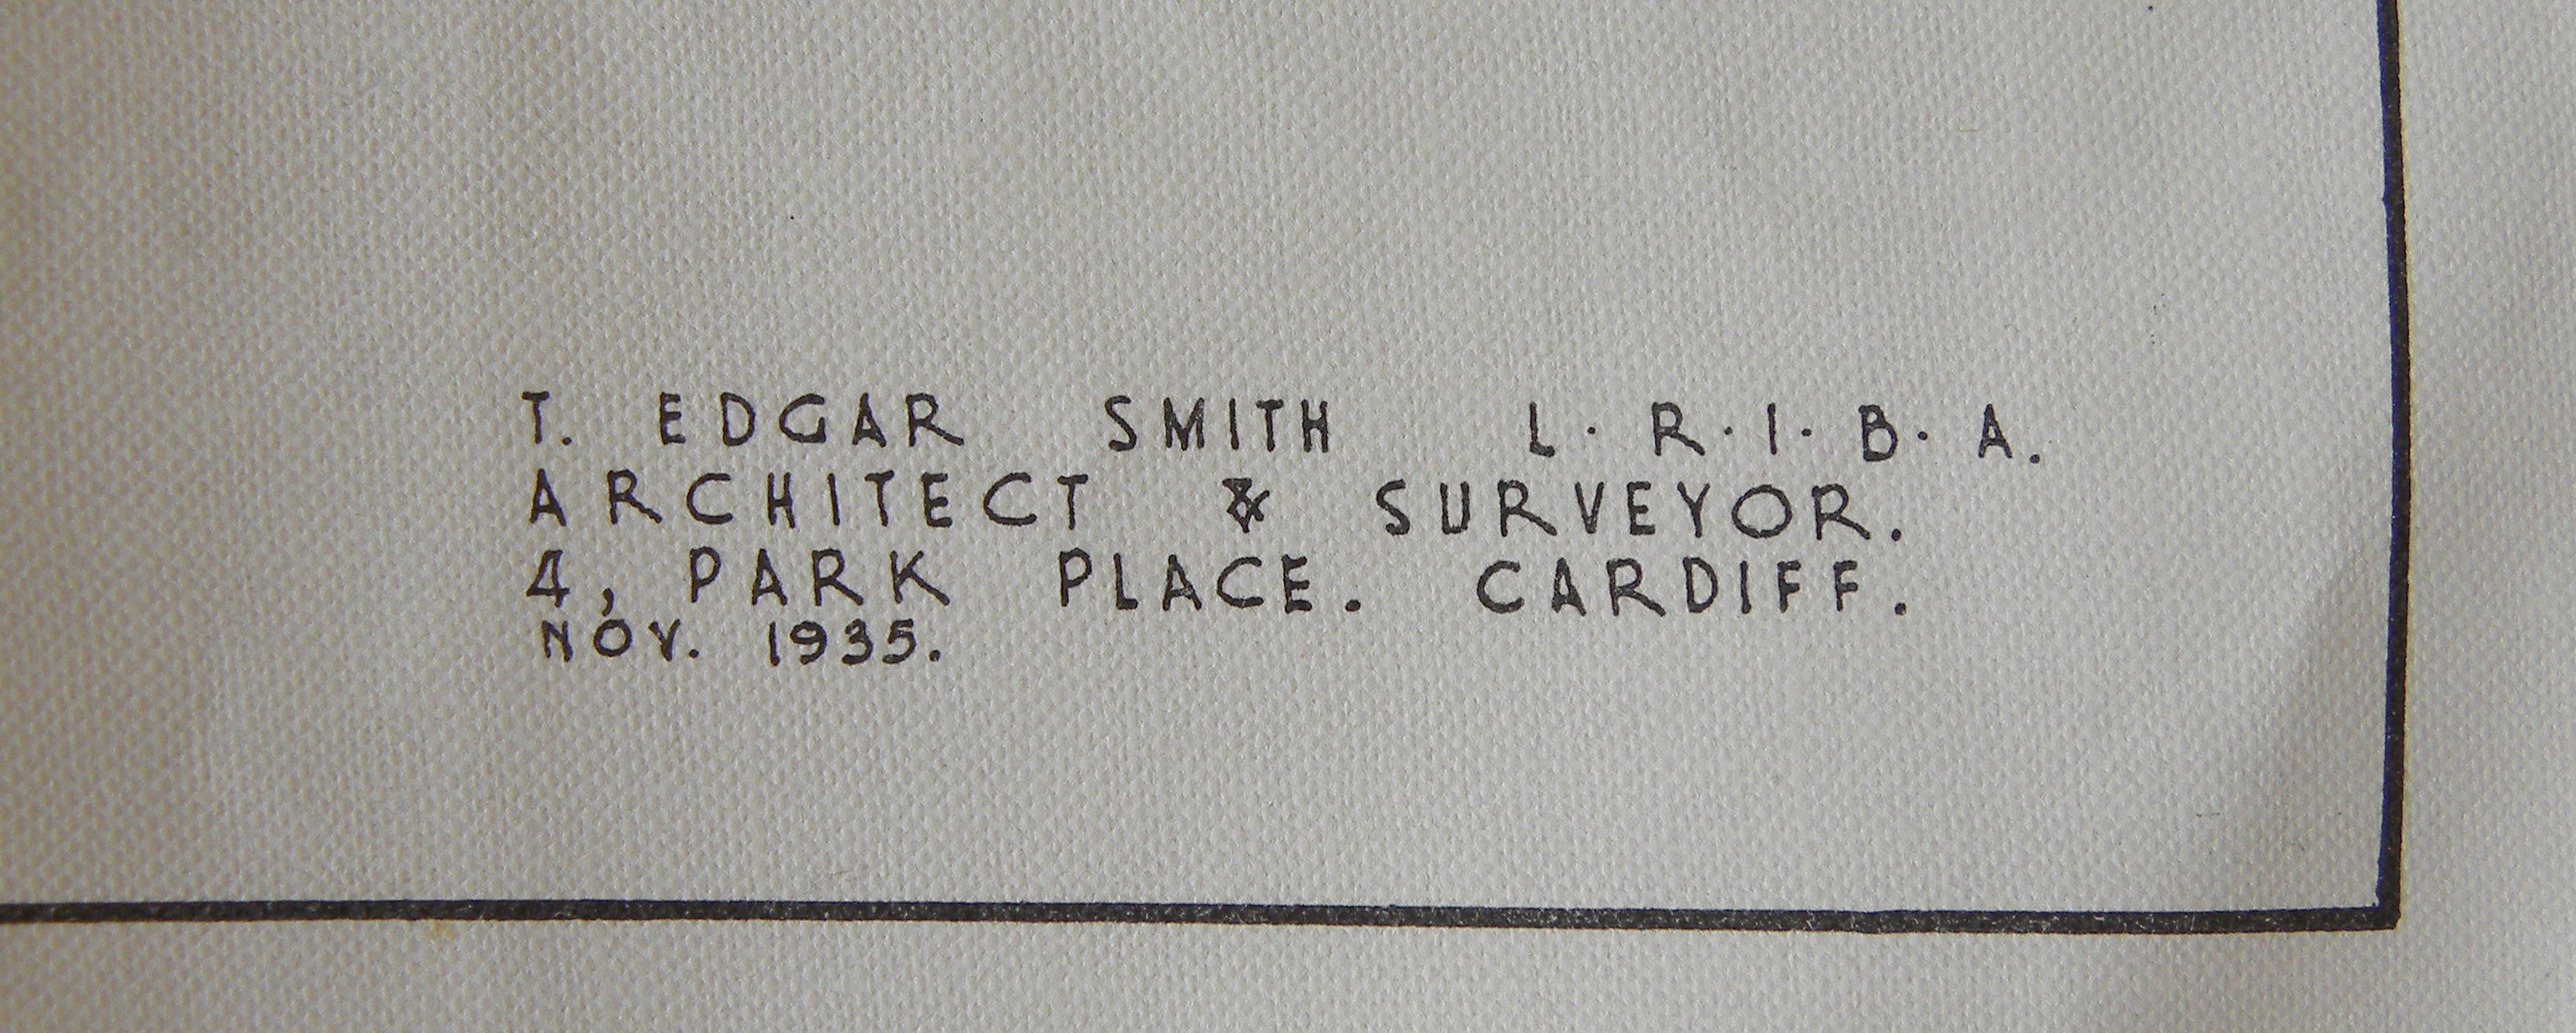 T. EDGAR SMITH L. R. I. B. A.
ARCHITECT & SURVEYOR.
4, PARK PLACE. CARDIFF.
NOV. 1935.